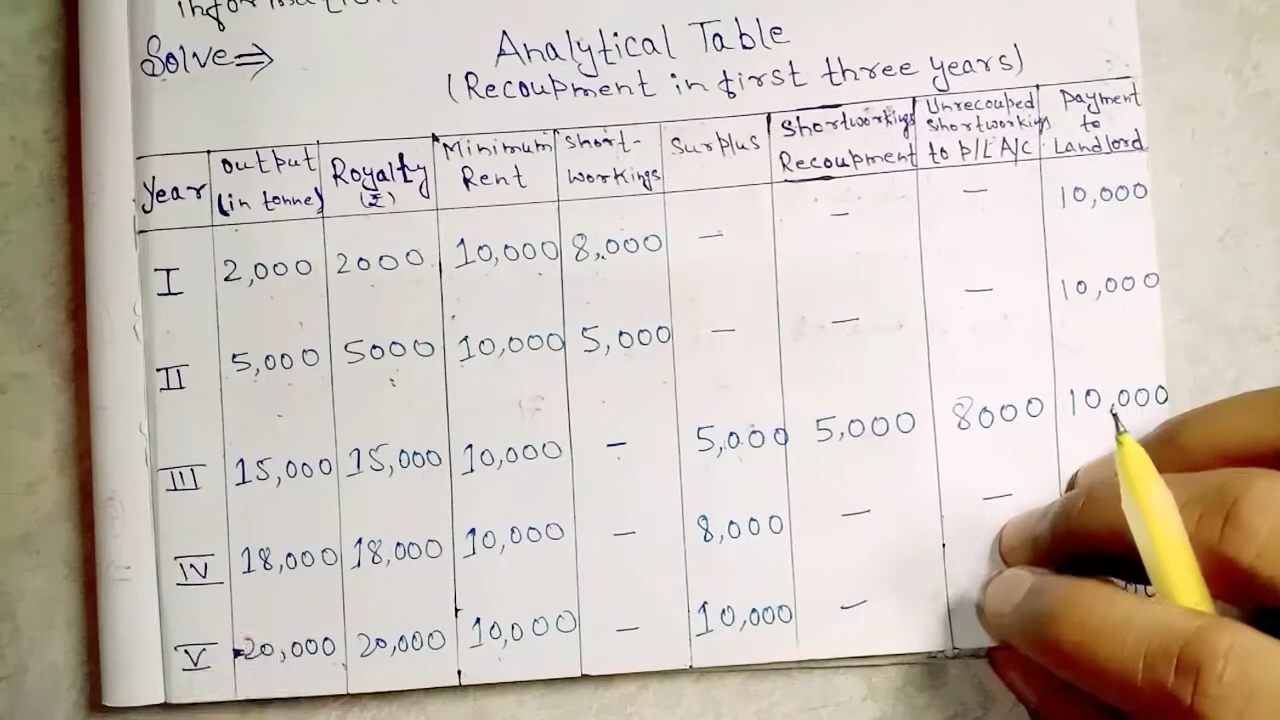 Solve ⇒
Analytical Table
(Recoupment in first three years)
Year Output (in tonne) Royalty (₹) Minimum Rent Short-workings Surplus Shortworkings Recoupment Unrecouped Shortworking to P/L A/C Payment to Landlord
I 2,000 2000 10,000 8,000 — — — 10,000
II 5,000 5000 10,000 5,000 — — — 10,000
III 15,000 15,000 10,000 — 5,000 5,000 8000 10,000
IV 18,000 18,000 10,000 — 8,000 — —
V 20,000 20,000 10,000 — 10,000 —